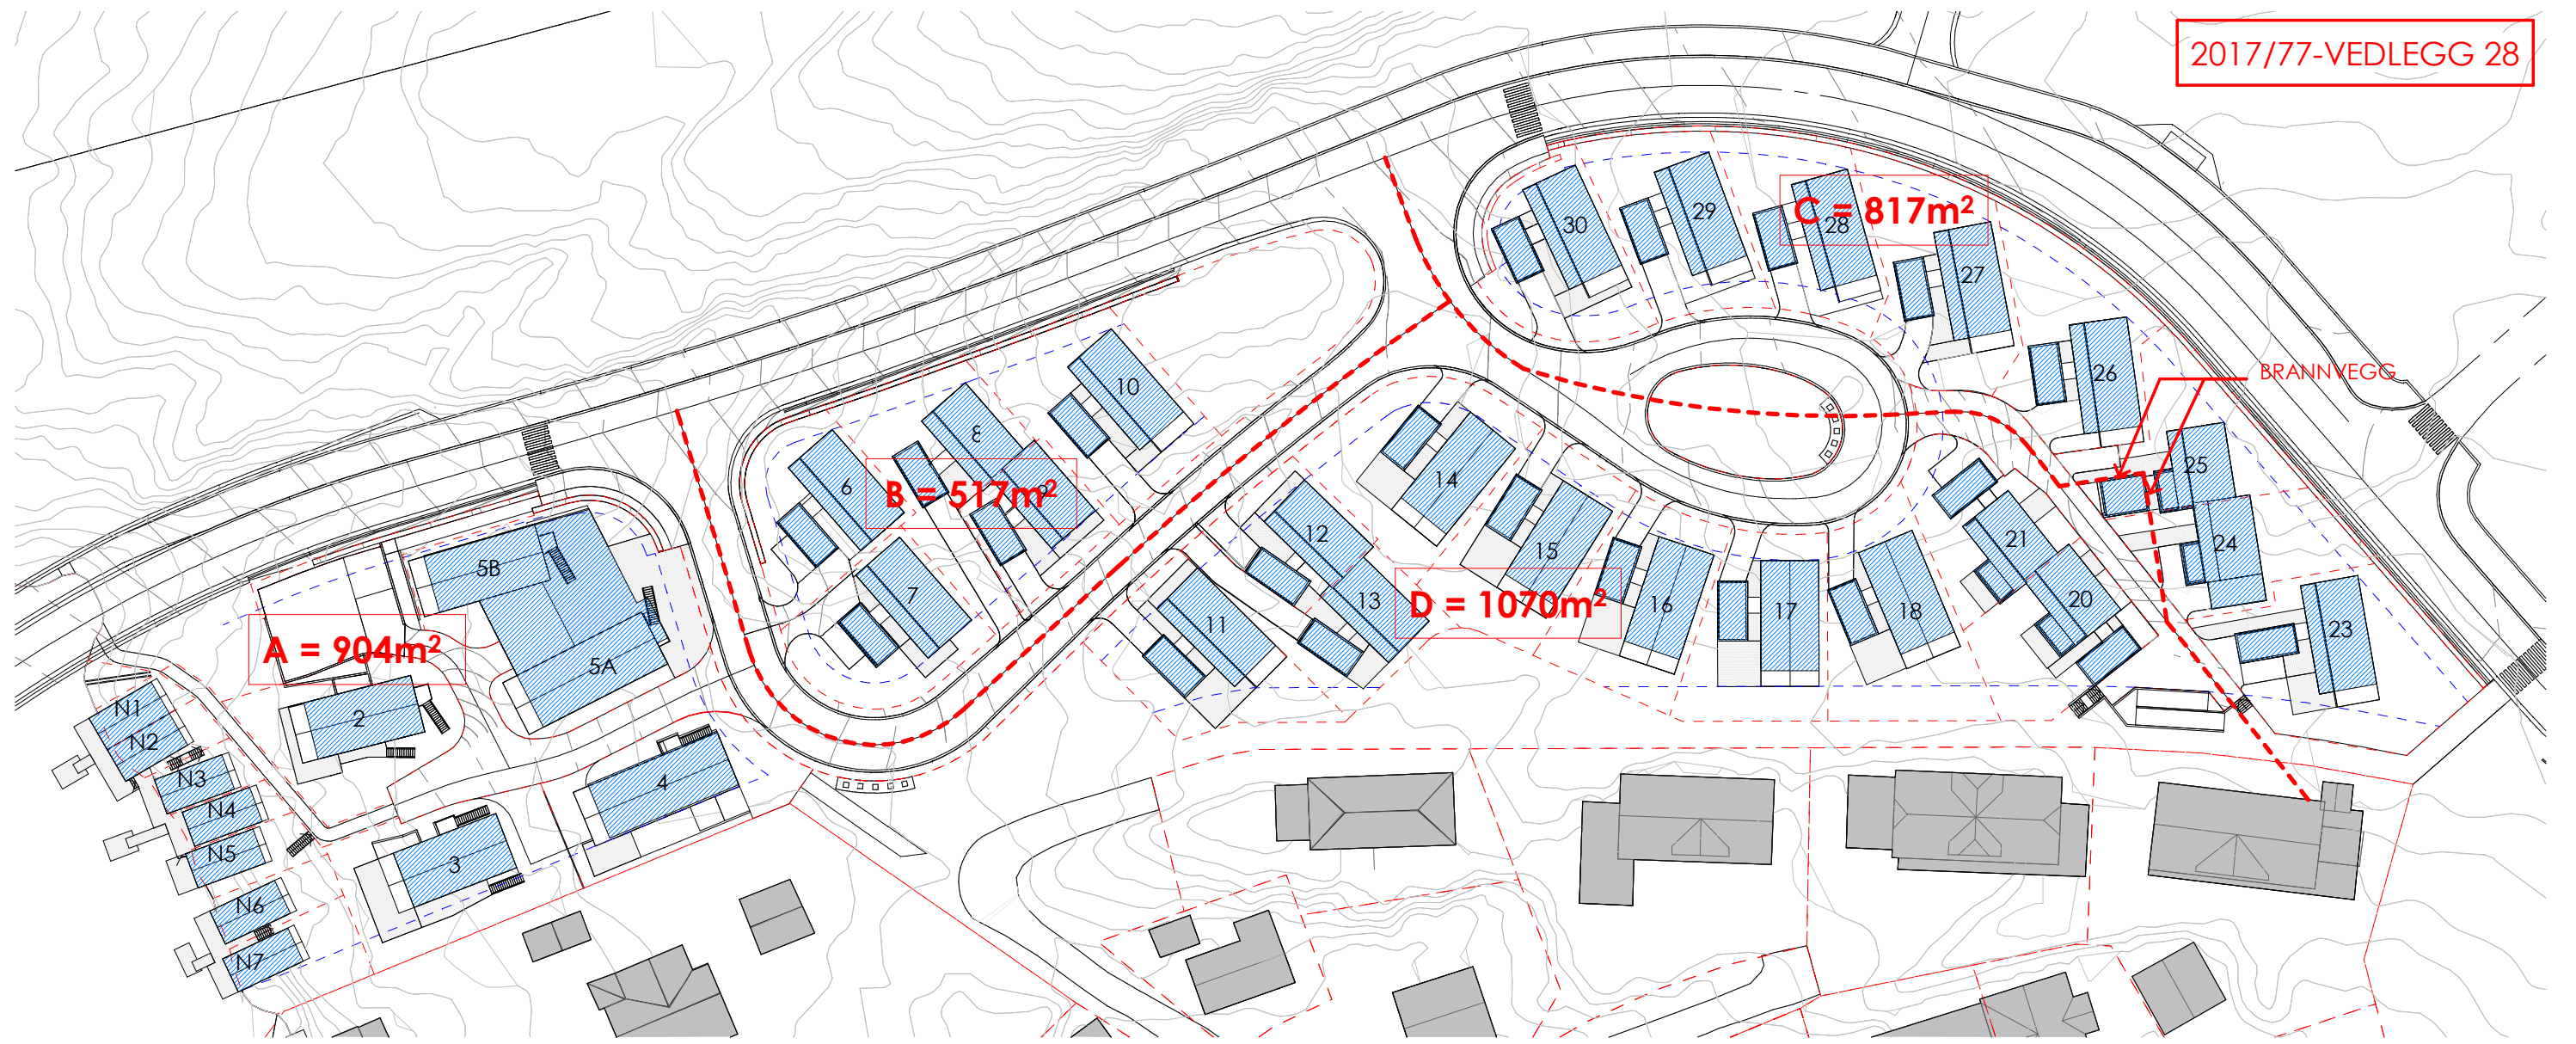 2017/77-VEDLEGG 28
30
29
C = 817m²
28
27
26
BRANNVEGG
25
24
23
10
8
6
B = 517m²
9
7
14
12
15
13
D = 1070m²
11
16
17
18
21
20
5B
5A
A = 904m²
2
4
3
N1
N2
N3
N4
N5
N6
N7